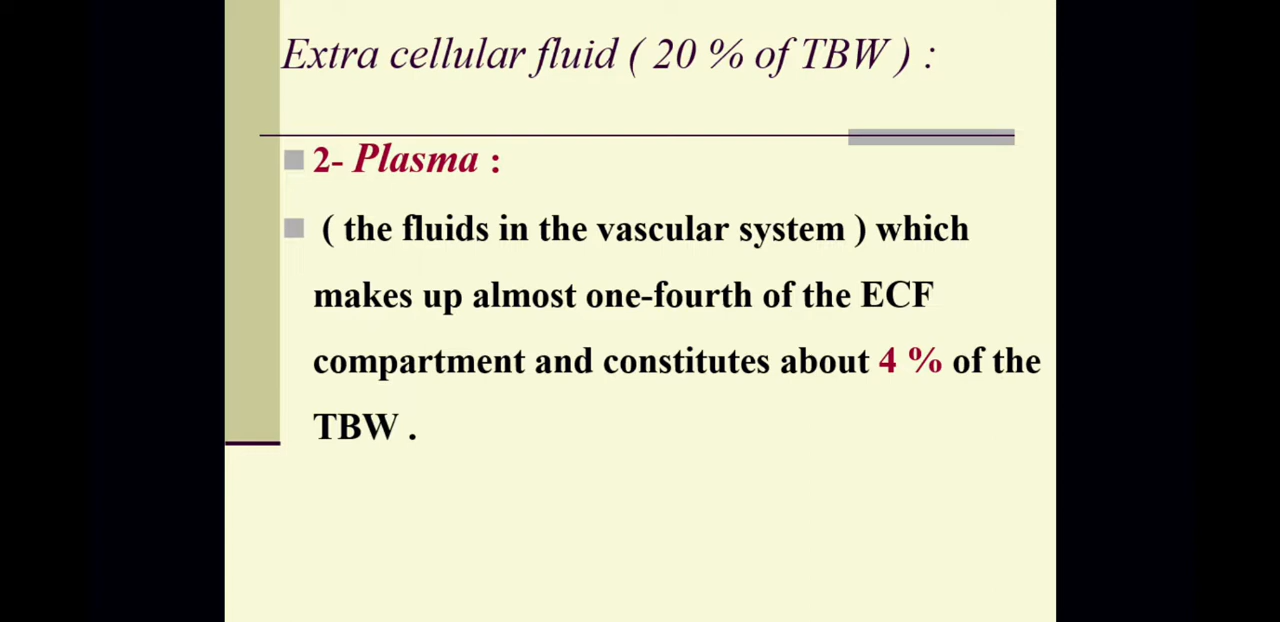 Extra cellular fluid ( 20 % of TBW ) :
2- Plasma :
( the fluids in the vascular system ) which
makes up almost one-fourth of the ECF
compartment and constitutes about 4 % of the
TBW .